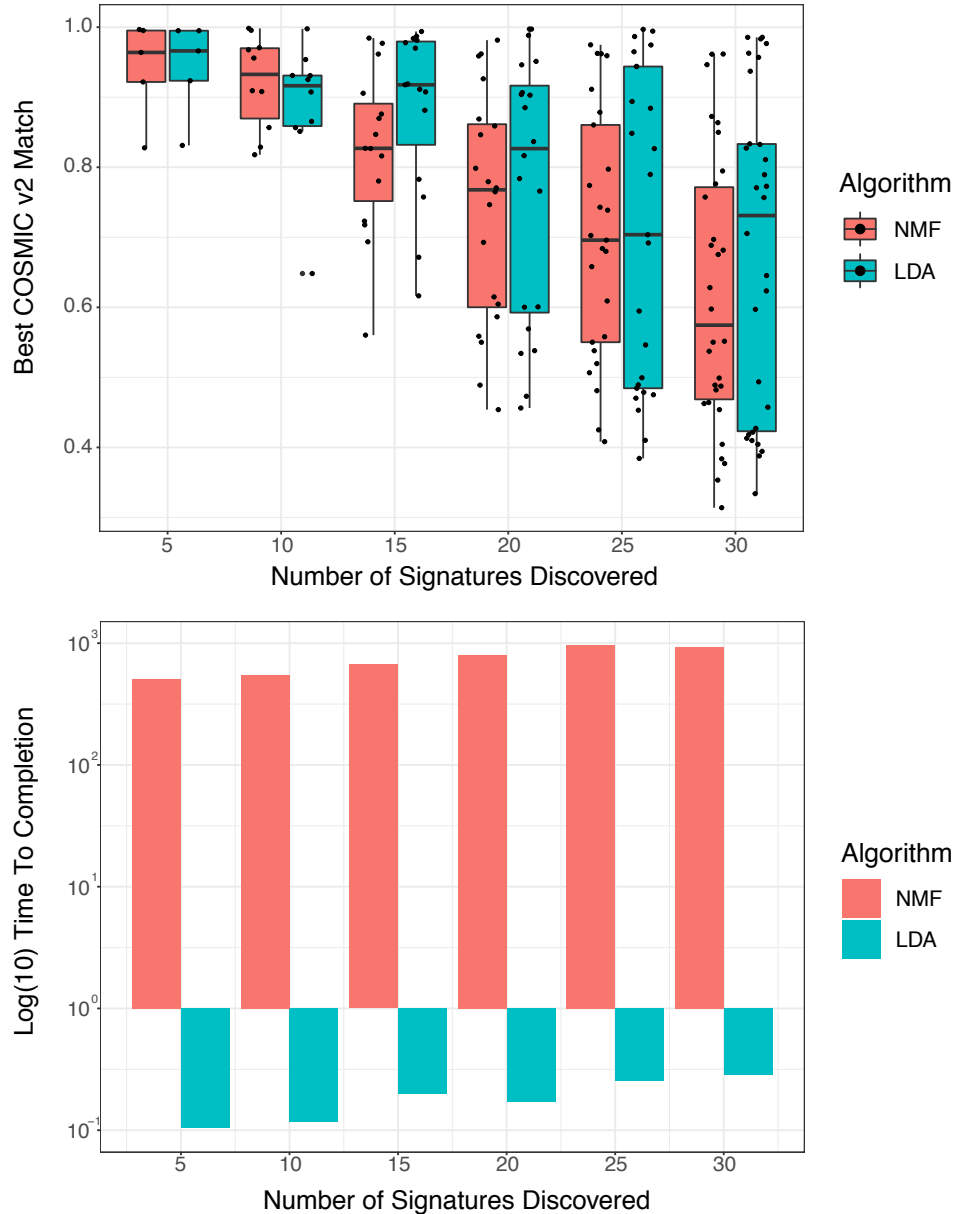 Best COSMIC v2 Match
1.0
0.8
0.6
0.4
5 10 15 20 25 30
Number of Signatures Discovered
Algorithm
NMF
LDA
Log(10) Time To Completion
10³
10²
10¹
10⁰
10⁻¹
5 10 15 20 25 30
Number of Signatures Discovered
Algorithm
NMF
LDA